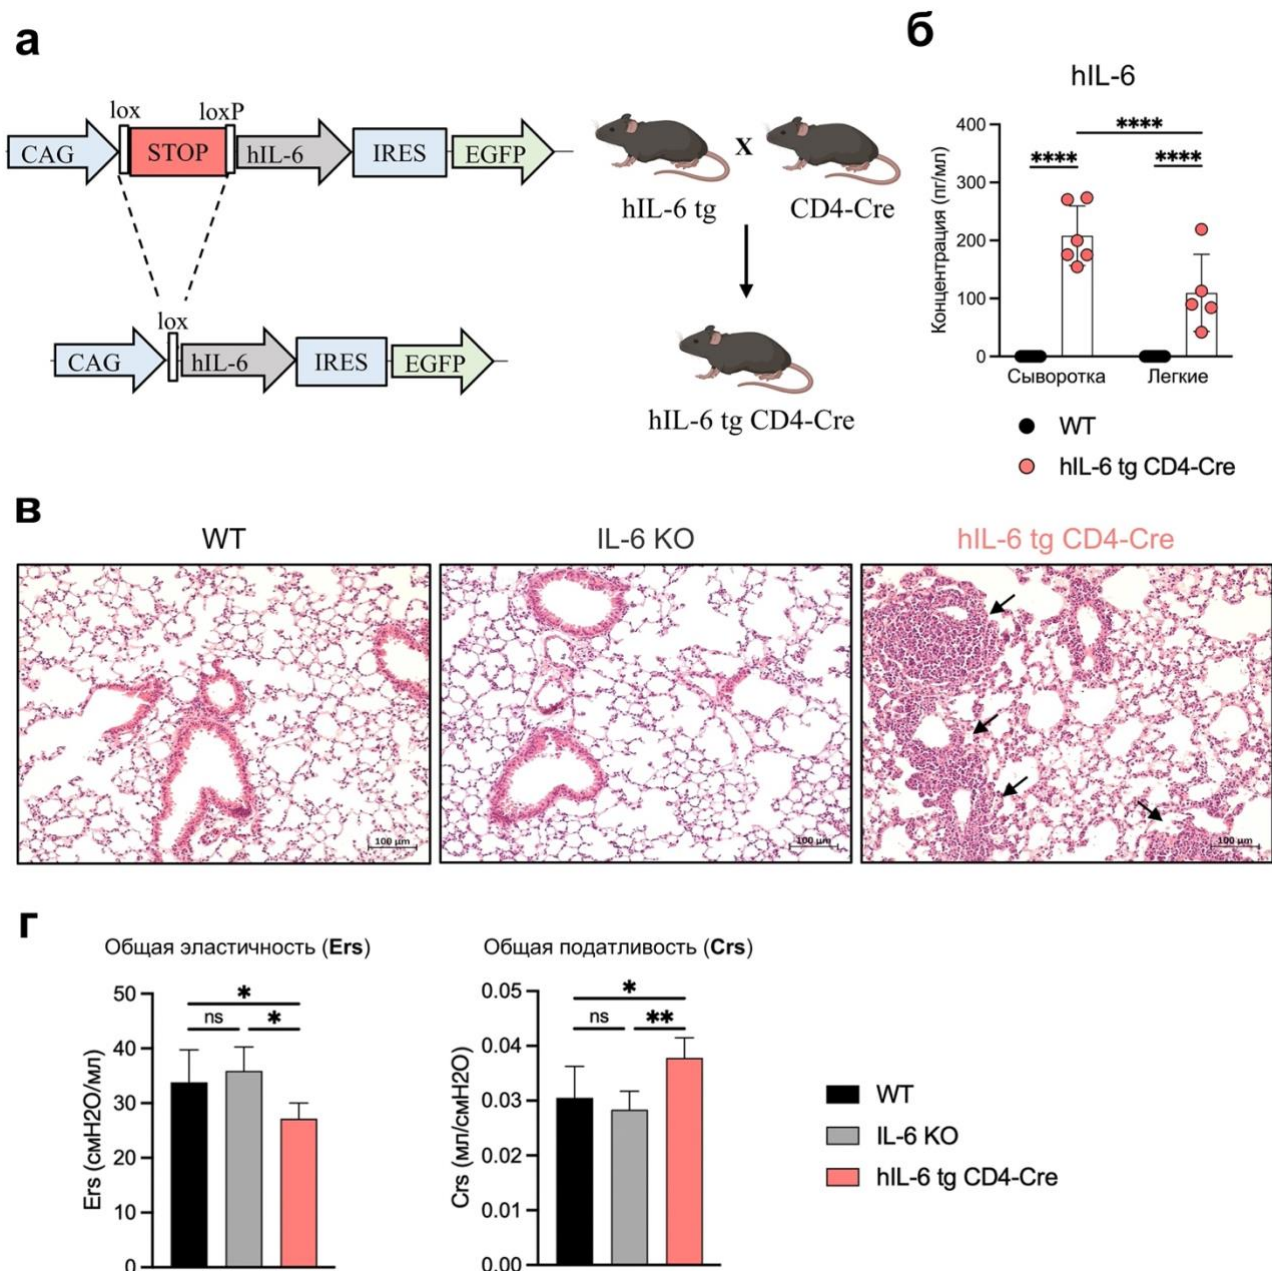 а
lox loxP
CAG STOP hIL-6 IRES EGFP
x
hIL-6 tg CD4-Cre
lox
CAG hIL-6 IRES EGFP
hIL-6 tg CD4-Cre
б
hIL-6
Концентрация (пг/мл)
400
300
200
100
0
****
**** ****
Сыворотка Легкие
WT
hIL-6 tg CD4-Cre
в
WT IL-6 KO hIL-6 tg CD4-Cre
100 µm 100 µm 100 µm
г
Общая эластичность (Ers)
Ers (смH2O/мл)
50
40
30
20
10
0
*
ns *
Общая податливость (Crs)
Crs (мл/смH2O)
0.05
0.04
0.03
0.02
0.01
0.00
*
ns **
WT
IL-6 KO
hIL-6 tg CD4-Cre